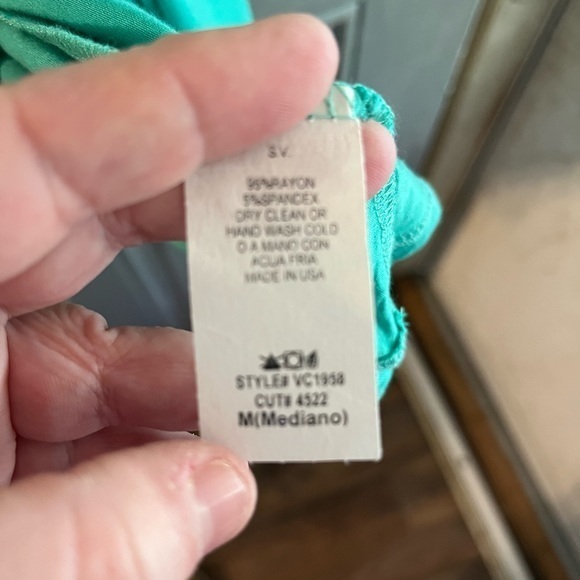 S.V.
95%RAYON
5%SPANDEX
DRY CLEAN OR
HAND WASH COLD
O A MANO CON
AGUA FRIA
MADE IN USA
STYLE# VC1958
CUT# 4522
M(Mediano)